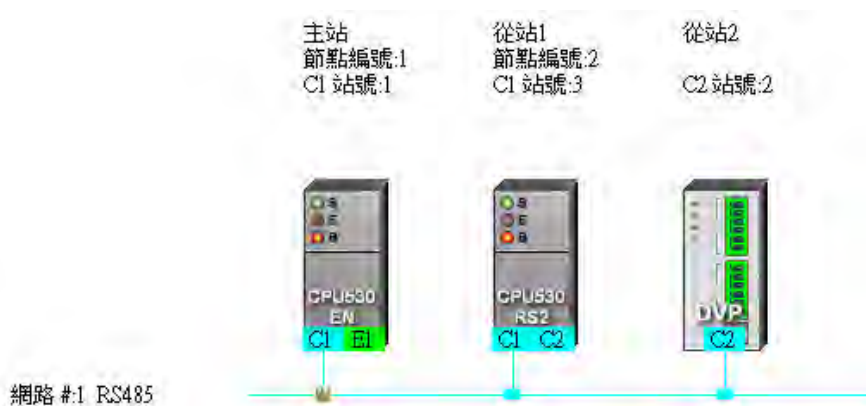 主站
節點編號:1
C1 站號:1
從站1
節點編號:2
C1 站號:3
從站2
C2 站號:2
CPU530
EN
C1 E1
CPU530
RS2
C1 C2
DVP
C2
網路 #:1 RS485